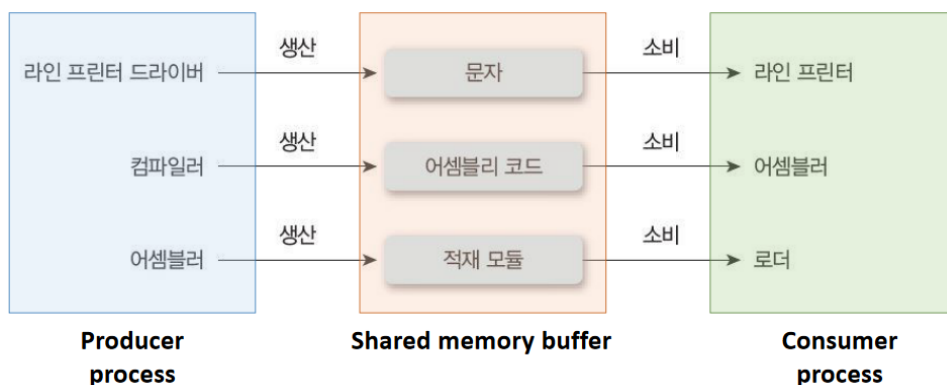 생산
소비
라인 프린터 드라이버
문자
라인 프린터
생산
소비
컴파일러
어셈블리 코드
어셈블러
생산
소비
어셈블러
적재 모듈
로더
Producer
process
Shared memory buffer
Consumer
process